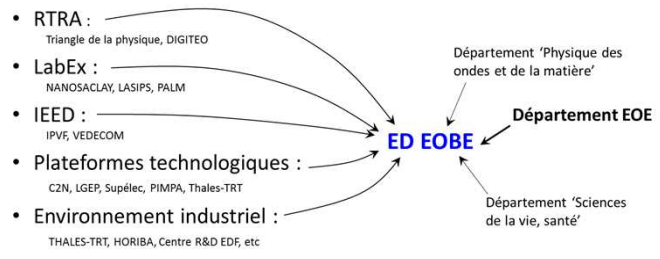 • RTRA :
Triangle de la physique, DIGITEO
• LabEx :
NANOSACLAY, LASIPS, PALM
• IEED :
IPVF, VEDECOM
• Plateformes technologiques :
C2N, LGEP, Supélec, PIMPA, Thales-TRT
• Environnement industriel :
THALES-TRT, HORIBA, Centre R&D EDF, etc
ED EOBE
Département ‘Physique des
ondes et de la matière’
Département EOE
Département ‘Sciences
de la vie, santé’